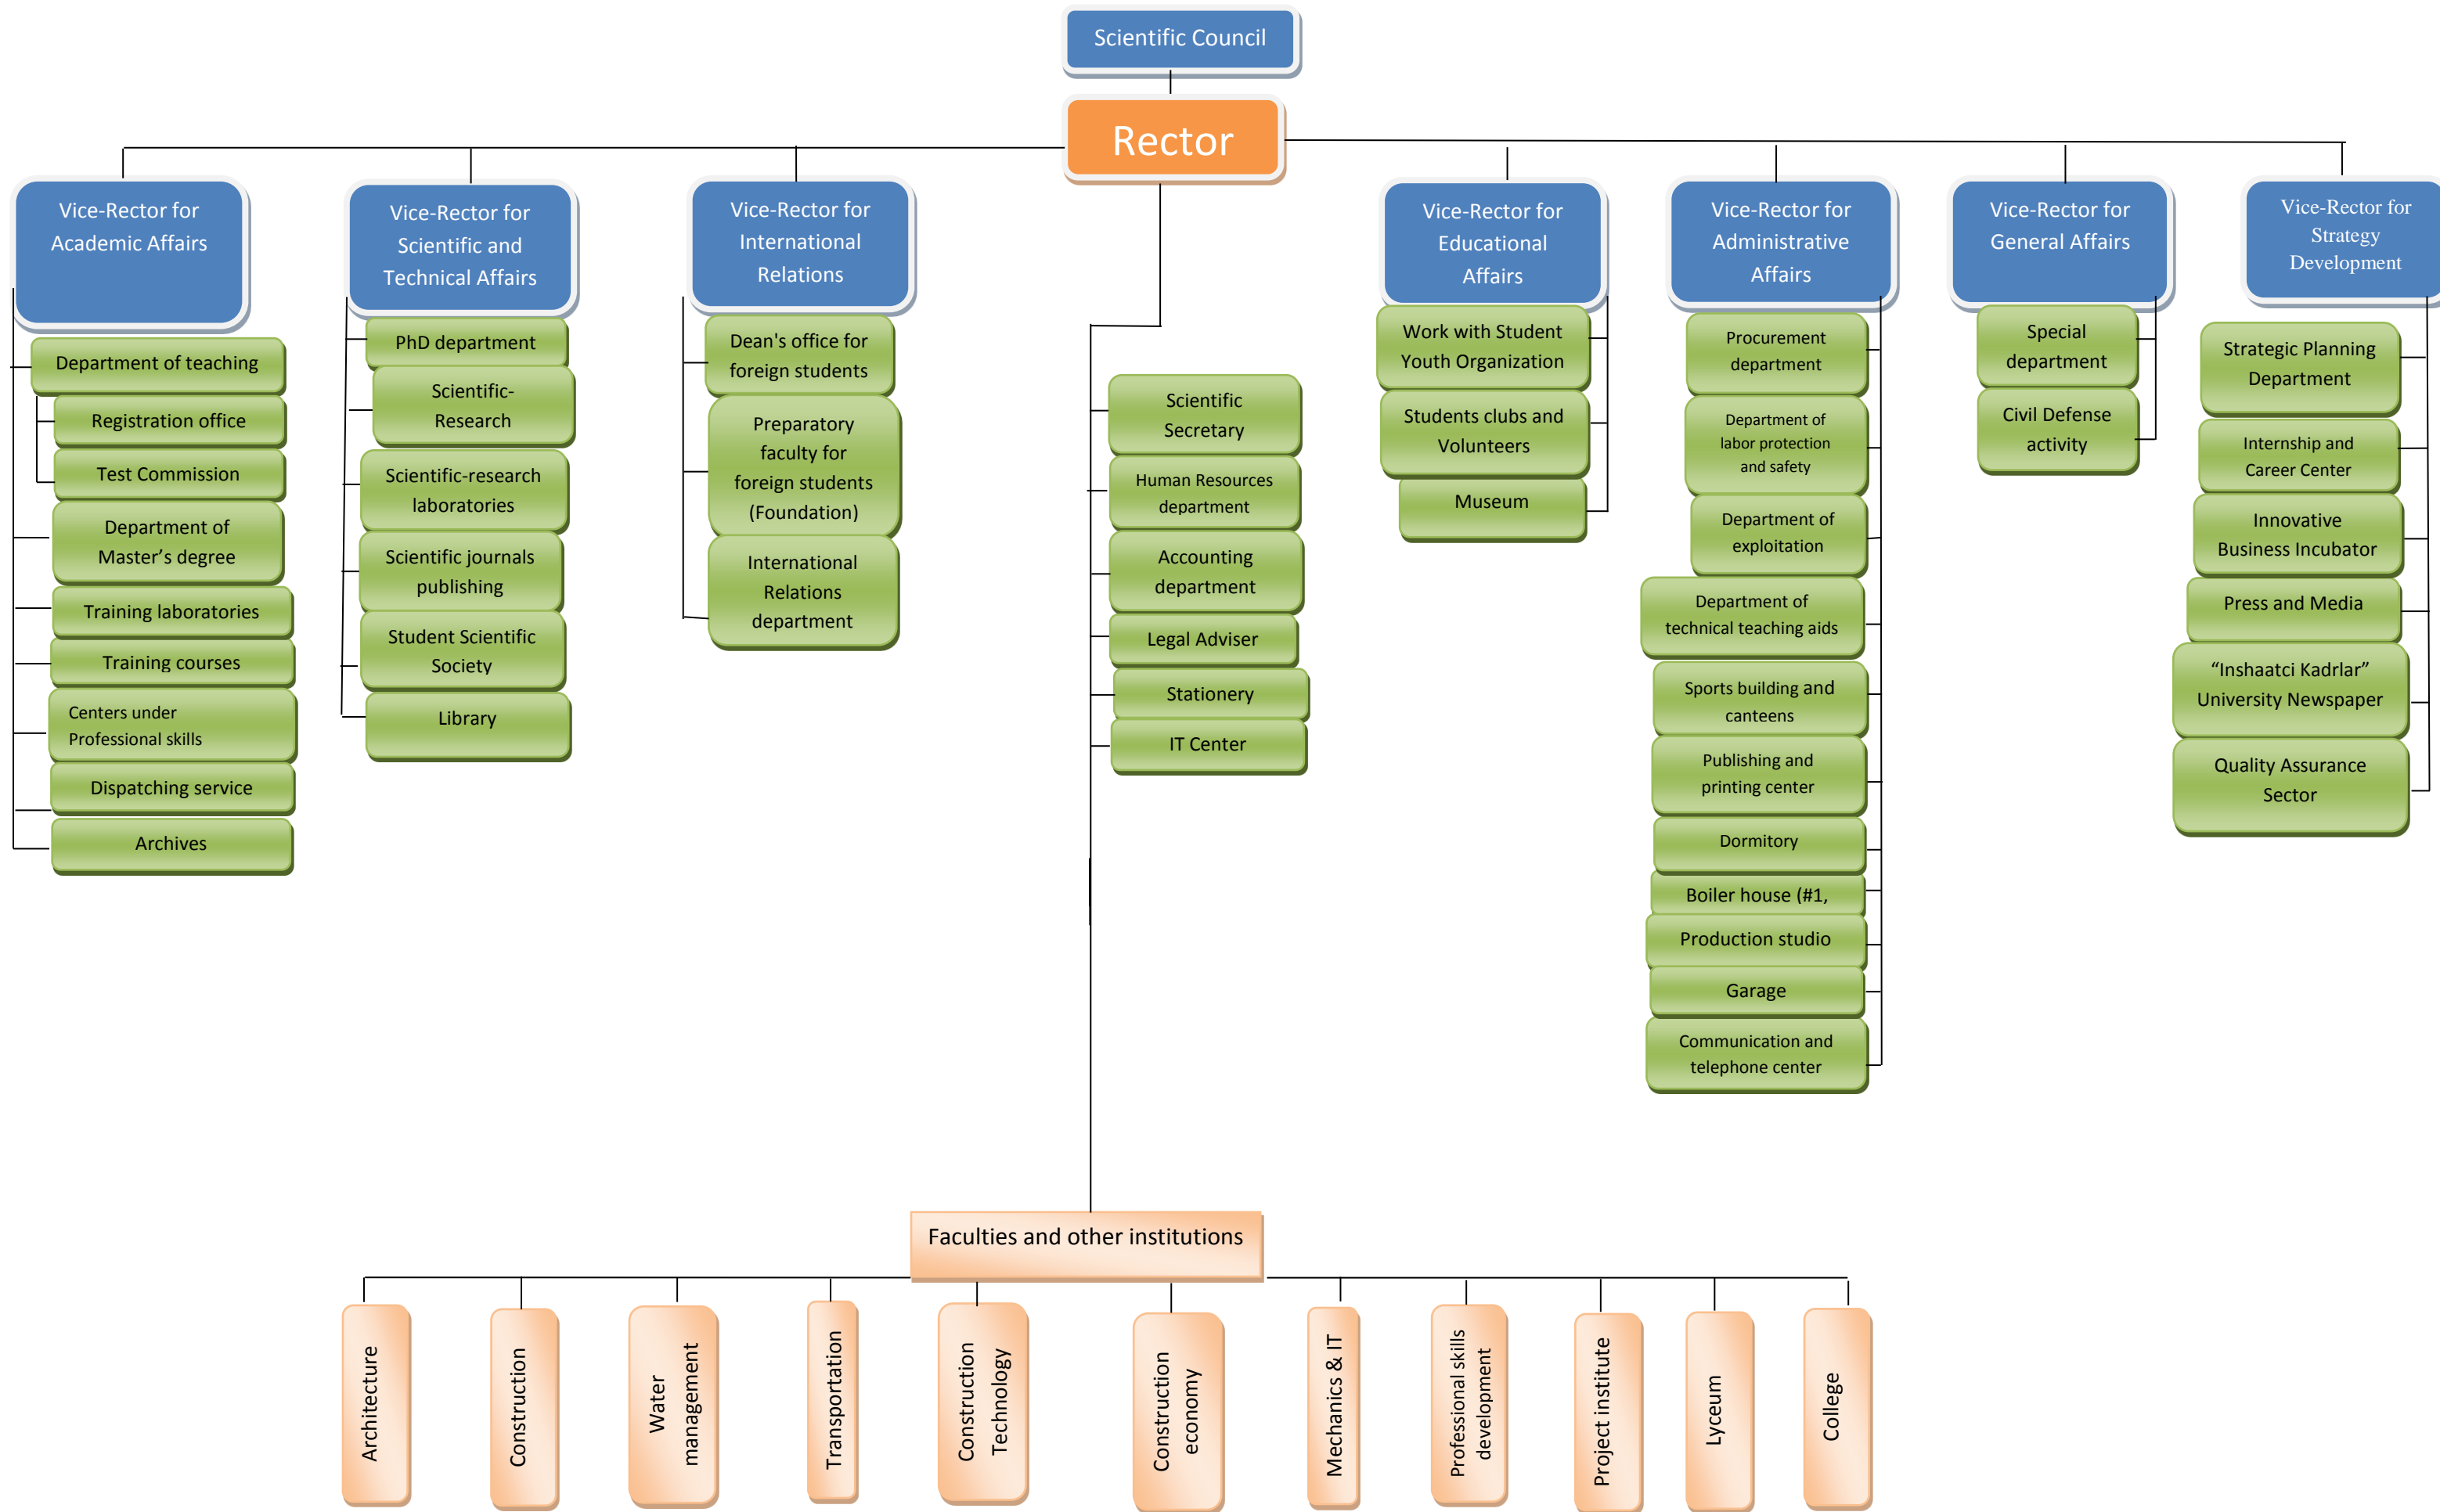 Scientific Council
Rector
Vice-Rector for
Academic Affairs
Department of teaching
Registration office
Test Commission
Department of
Master’s degree
Training laboratories
Training courses
Centers under
Professional skills
Dispatching service
Archives
Vice-Rector for
Scientific and
Technical Affairs
PhD department
Scientific-
Research
Scientific-research
laboratories
Scientific journals
publishing
Student Scientific
Society
Library
Vice-Rector for
International
Relations
Dean's office for
foreign students
Preparatory
faculty for
foreign students
(Foundation)
International
Relations
department
Scientific
Secretary
Human Resources
department
Accounting
department
Legal Adviser
Stationery
IT Center
Vice-Rector for
Educational
Affairs
Work with Student
Youth Organization
Students clubs and
Volunteers
Museum
Vice-Rector for
Administrative
Affairs
Procurement
department
Department of
labor protection
and safety
Department of
exploitation
Department of
technical teaching aids
Sports building and
canteens
Publishing and
printing center
Dormitory
Boiler house (#1,
Production studio
Garage
Communication and
telephone center
Vice-Rector for
General Affairs
Special
department
Civil Defense
activity
Vice-Rector for
Strategy
Development
Strategic Planning
Department
Internship and
Career Center
Innovative
Business Incubator
Press and Media
“Inshaatci Kadrlar”
University Newspaper
Quality Assurance
Sector
Faculties and other institutions
Architecture
Construction
Water
management
Transportation
Construction
Technology
Construction
economy
Mechanics & IT
Professional skills
development
Project institute
Lyceum
College